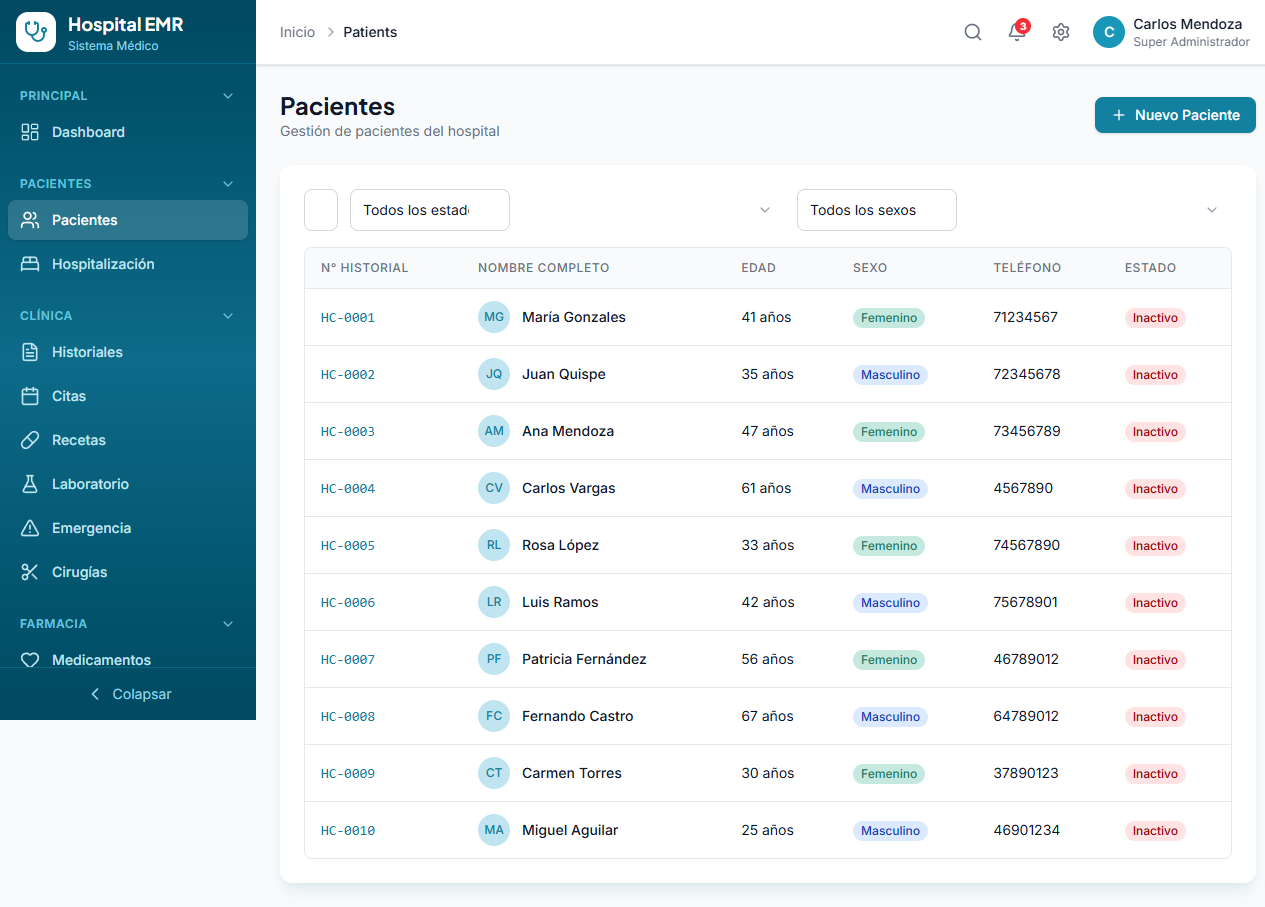 Hospital EMR
Sistema Médico
PRINCIPAL
Dashboard
PACIENTES
Pacientes
Hospitalización
CLÍNICA
Historiales
Citas
Recetas
Laboratorio
Emergencia
Cirugías
FARMACIA
Medicamentos
Colapsar
Inicio > Patients
3
C
Carlos Mendoza
Super Administrador
Pacientes
Gestión de pacientes del hospital
+ Nuevo Paciente
Todos los estad
Todos los sexos
N° HISTORIAL NOMBRE COMPLETO EDAD SEXO TELÉFONO ESTADO
HC-0001 MG María Gonzales 41 años Femenino 71234567 Inactivo
HC-0002 JQ Juan Quispe 35 años Masculino 72345678 Inactivo
HC-0003 AM Ana Mendoza 47 años Femenino 73456789 Inactivo
HC-0004 CV Carlos Vargas 61 años Masculino 4567890 Inactivo
HC-0005 RL Rosa López 33 años Femenino 74567890 Inactivo
HC-0006 LR Luis Ramos 42 años Masculino 75678901 Inactivo
HC-0007 PF Patricia Fernández 56 años Femenino 46789012 Inactivo
HC-0008 FC Fernando Castro 67 años Masculino 64789012 Inactivo
HC-0009 CT Carmen Torres 30 años Femenino 37890123 Inactivo
HC-0010 MA Miguel Aguilar 25 años Masculino 46901234 Inactivo